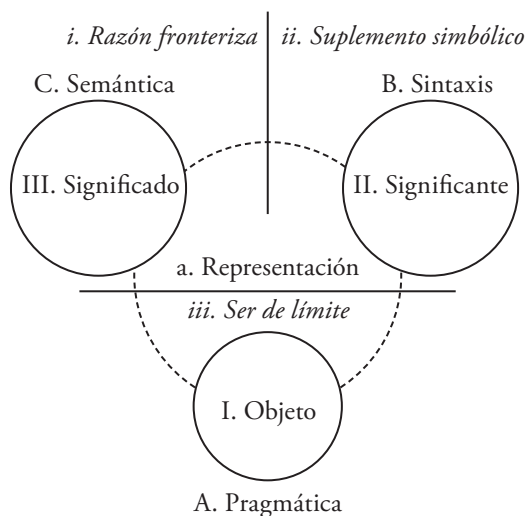 i. Razón fronteriza
ii. Suplemento simbólico
C. Semántica
B. Sintaxis
III. Significado
II. Significante
a. Representación
iii. Ser de límite
I. Objeto
A. Pragmática